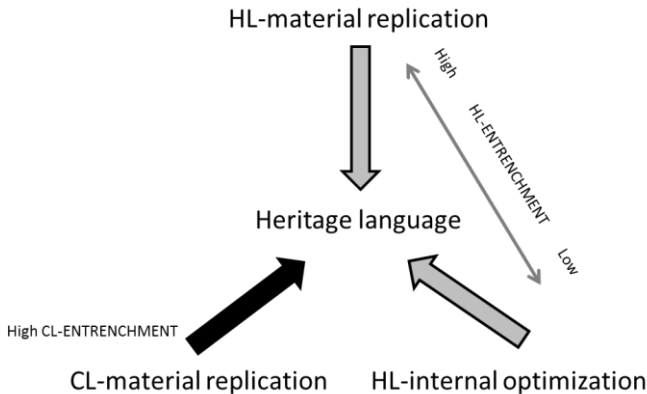 HL-material replication
High
HL-ENTRENCHMENT
Low
Heritage language
High CL-ENTRENCHMENT
CL-material replication
HL-internal optimization